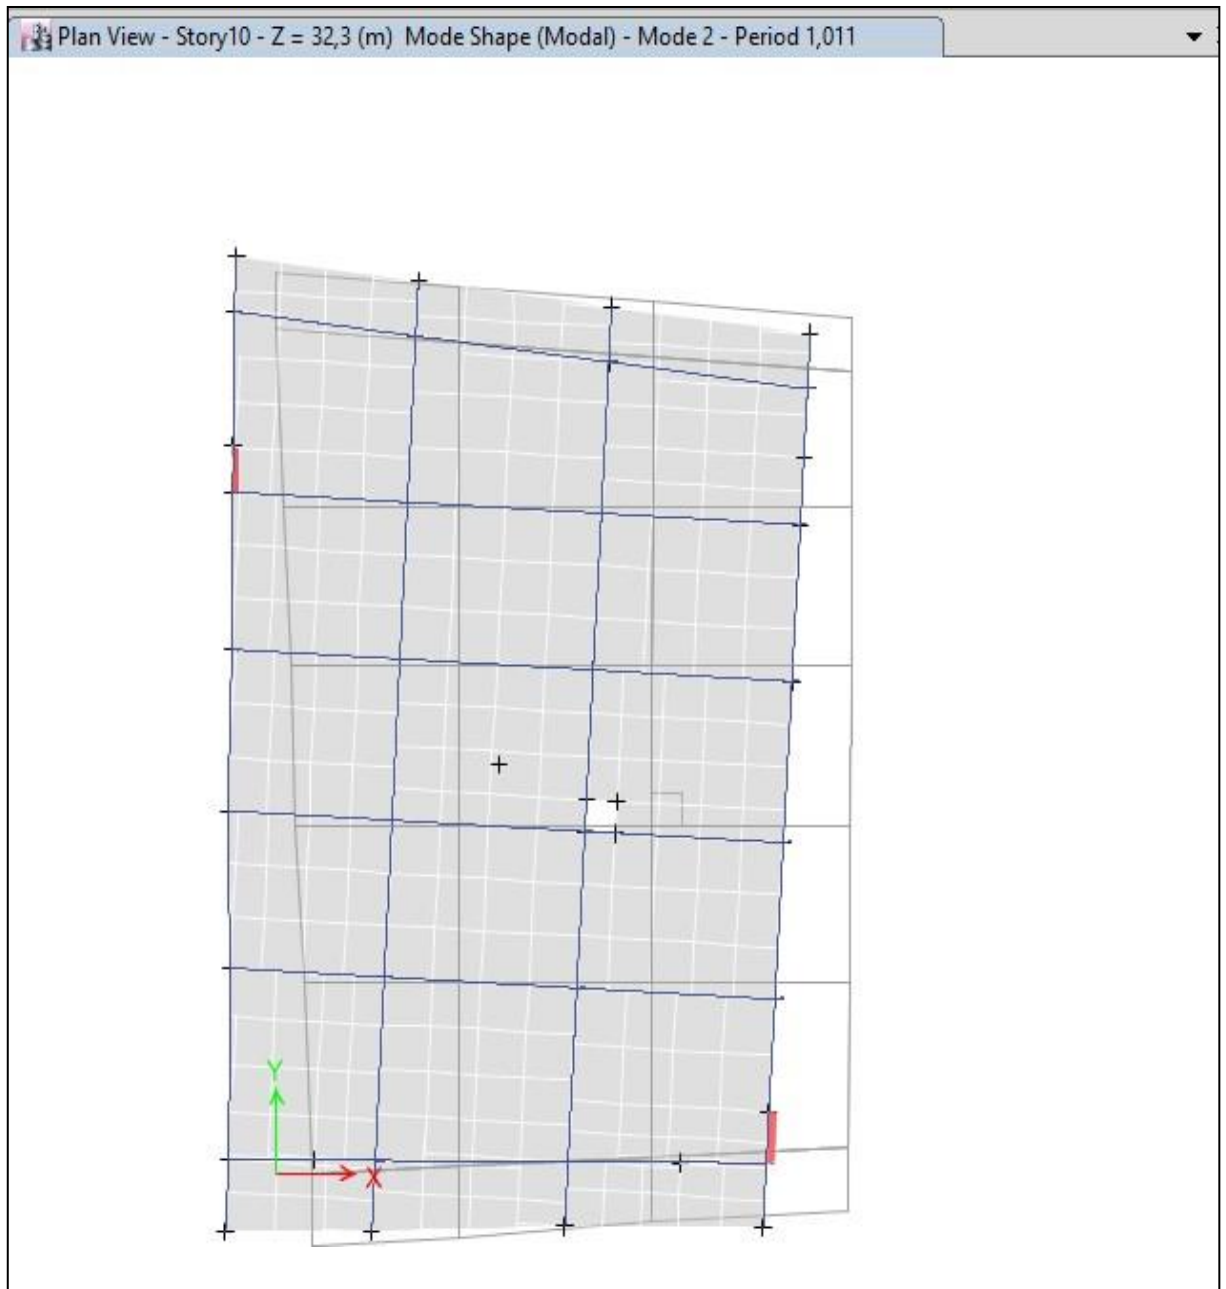 Plan View - Story10 - Z = 32,3 (m) Mode Shape (Modal) - Mode 2 - Period 1,011
Y
X